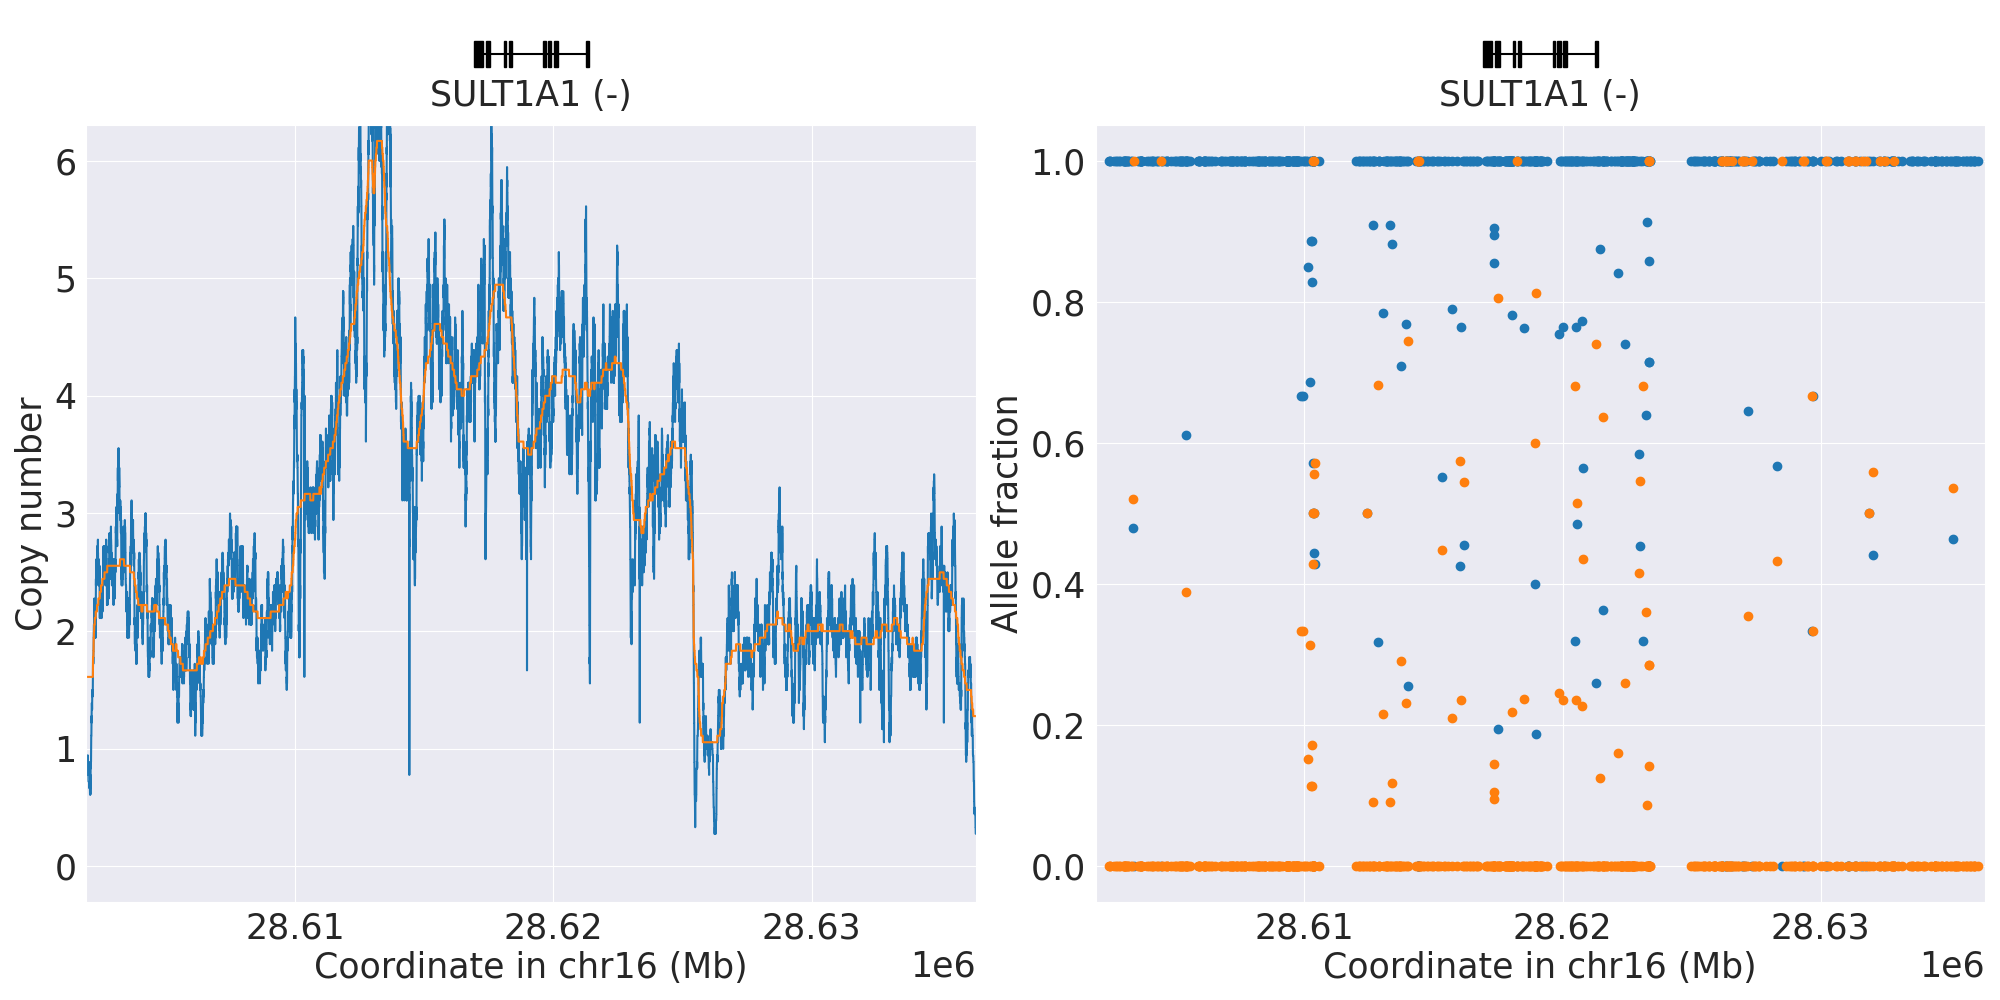 SULT1A1 (-)
6
5
4
3
2
1
0
Copy number
28.61
28.62
28.63
Coordinate in chr16 (Mb)
1e6
SULT1A1 (-)
1.0
0.8
0.6
0.4
0.2
0.0
Allele fraction
28.61
28.62
28.63
Coordinate in chr16 (Mb)
1e6